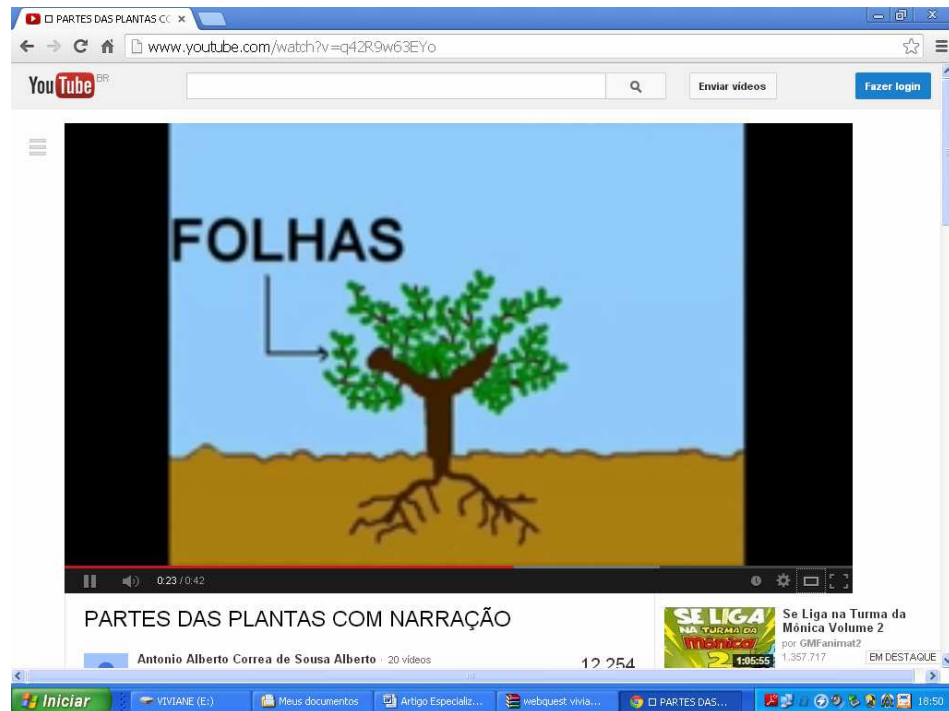 PARTES DAS PLANTAS CC
www.youtube.com/watch?v=q42R9w63EYo
YouTube BR
Enviar vídeos
Fazer login
FOLHAS
0:23 / 0:42
PARTES DAS PLANTAS COM NARRAÇÃO
Antonio Alberto Correa de Sousa Alberto · 20 vídeos
12.254
SE LIGA
NA TURMA DA
MÔNICA
2
1:05:55
Se Liga na Turma da
Mônica Volume 2
por GMFanimat2
1.357.717
EM DESTAQUE
Iniciar
VIVIANE (E:)
Meus documentos
Artigo Especializ...
webquest vivia...
PARTES DAS...
18:50